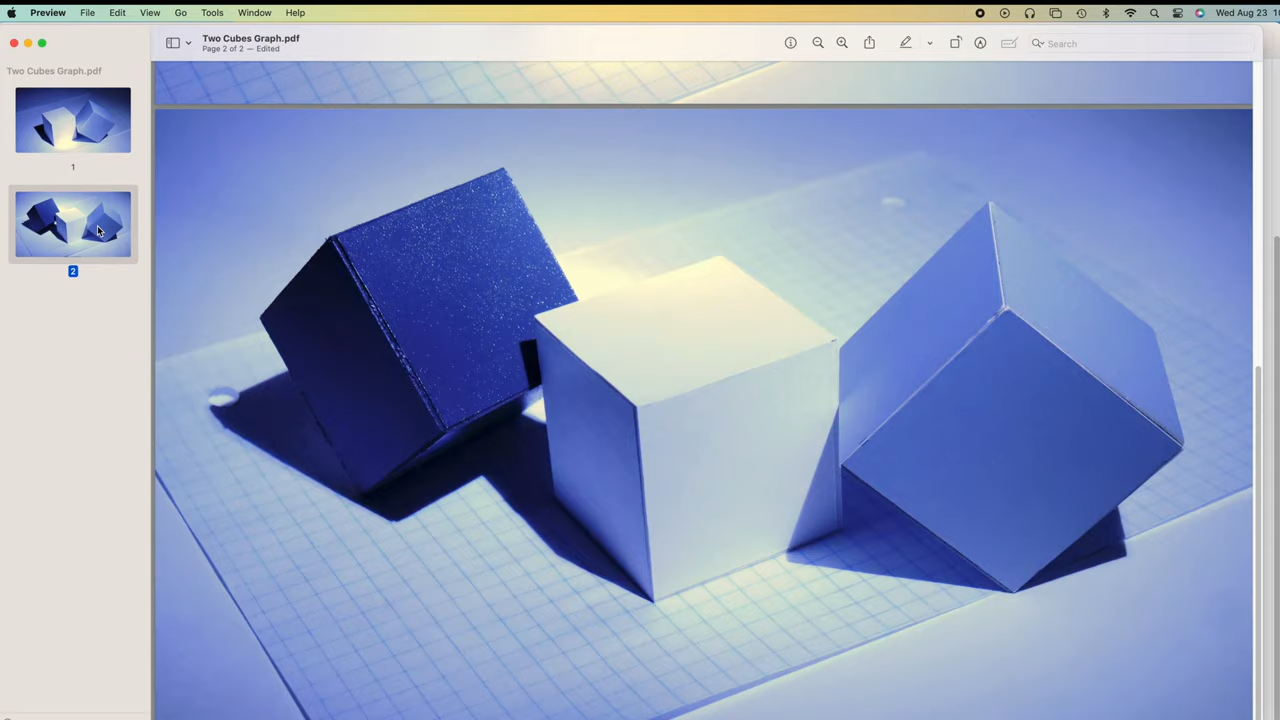 Preview File Edit View Go Tools Window Help
Wed Aug 23
Two Cubes Graph.pdf
Page 2 of 2 — Edited
Search
Two Cubes Graph.pdf
1
2